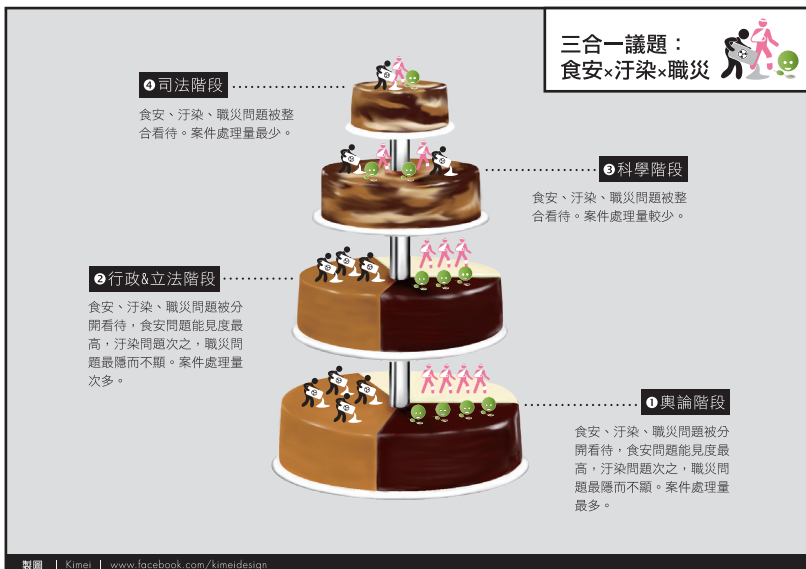 三合一議題：
食安×汙染×職災
❹司法階段
食安、汙染、職災問題被整
合看待。案件處理量最少。
❸科學階段
食安、汙染、職災問題被整
合看待。案件處理量較少。
❷行政&立法階段
食安、汙染、職災問題被分
開看待，食安問題能見度最
高，汙染問題次之，職災問
題最隱而不顯。案件處理量
次多。
❶輿論階段
食安、汙染、職災問題被分
開看待，食安問題能見度最
高，汙染問題次之，職災問
題最隱而不顯。案件處理量
最多。
製圖 | Kimei | www.facebook.com/kimeidesign